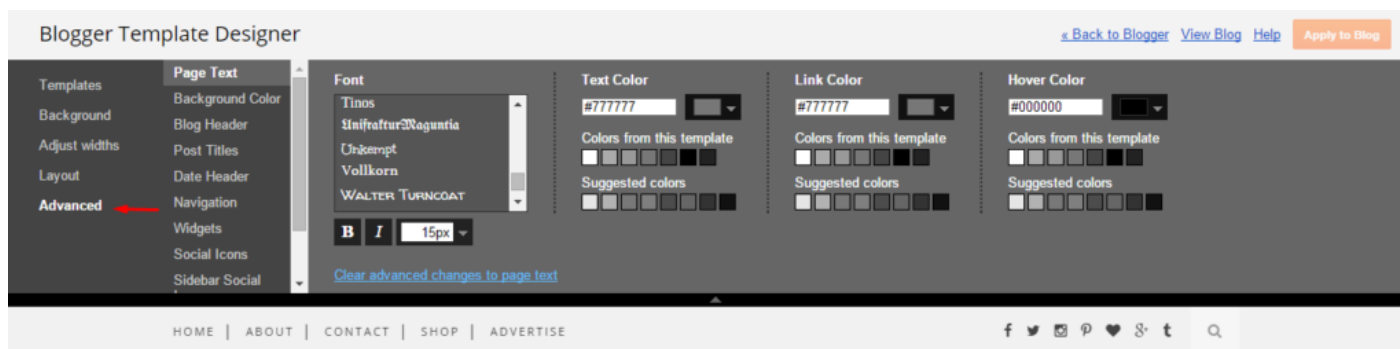 Blogger Template Designer
« Back to Blogger View Blog Help Apply to Blog
Templates
Background
Adjust widths
Layout
Advanced
Page Text
Background Color
Blog Header
Post Titles
Date Header
Navigation
Widgets
Social Icons
Sidebar Social
Font
Tinos
UnifrakturMaguntia
Unkempt
Vollkorn
Walter Turncoat
B I 15px
Clear advanced changes to page text
Text Color
#777777
Colors from this template
Suggested colors
Link Color
#777777
Colors from this template
Suggested colors
Hover Color
#000000
Colors from this template
Suggested colors
HOME | ABOUT | CONTACT | SHOP | ADVERTISE